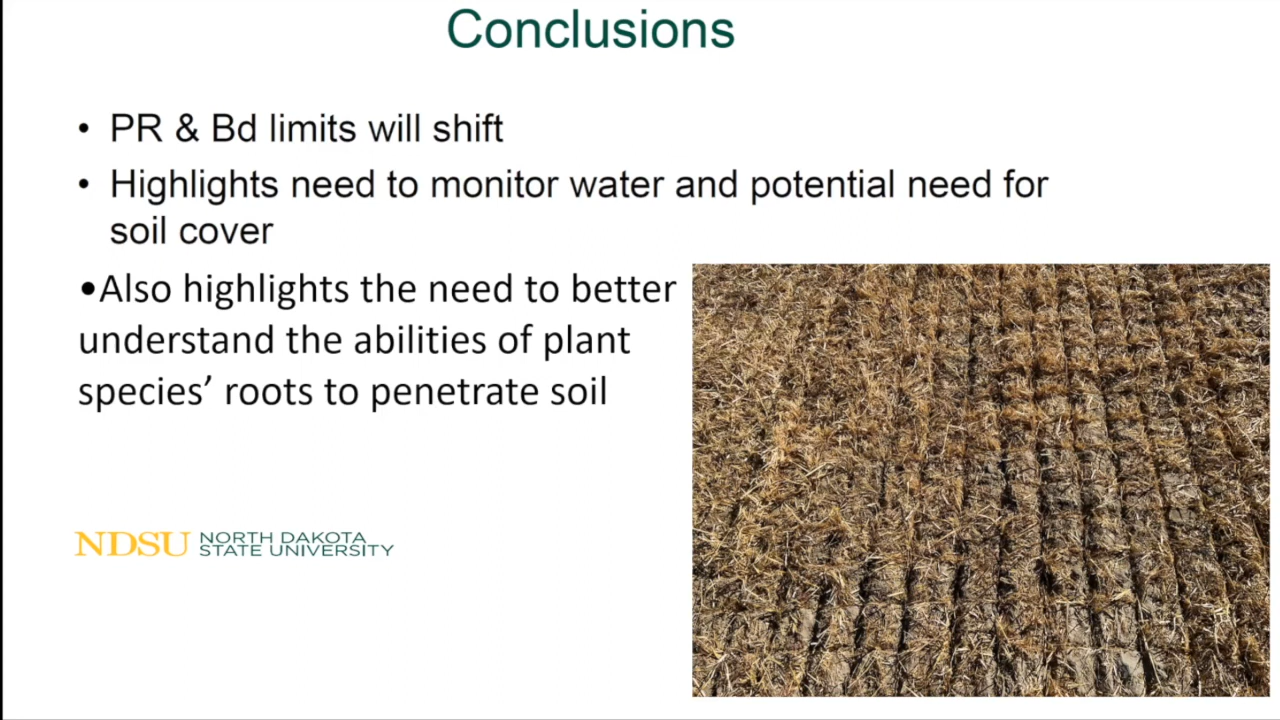 Conclusions
• PR & Bd limits will shift
• Highlights need to monitor water and potential need for
soil cover
•Also highlights the need to better
understand the abilities of plant
species’ roots to penetrate soil
NDSU NORTH DAKOTA
STATE UNIVERSITY